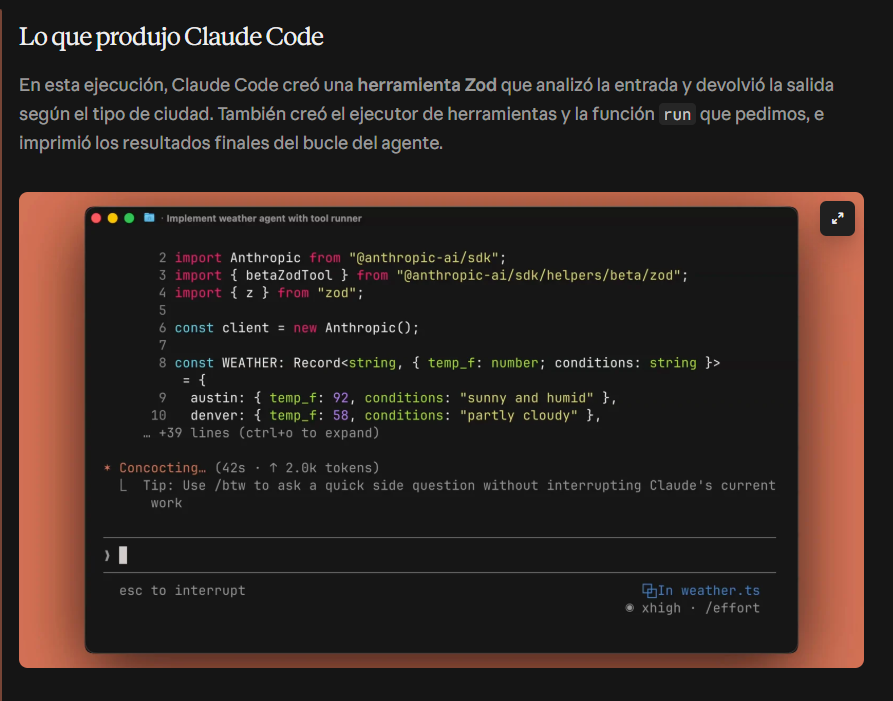 Lo que produjo Claude Code
En esta ejecución, Claude Code creó una herramienta Zod que analizó la entrada y devolvió la salida
según el tipo de ciudad. También creó el ejecutor de herramientas y la función run que pedimos, e
imprimió los resultados finales del bucle del agente.
· Implement weather agent with tool runner
2 import Anthropic from "@anthropic-ai/sdk";
3 import { betaZodTool } from "@anthropic-ai/sdk/helpers/beta/zod";
4 import { z } from "zod";
5
6 const client = new Anthropic();
7
8 const WEATHER: Record<string, { temp_f: number; conditions: string }>
= {
9 austin: { temp_f: 92, conditions: "sunny and humid" },
10 denver: { temp_f: 58, conditions: "partly cloudy" },
… +39 lines (ctrl+o to expand)
* Concocting… (42s · ↑ 2.0k tokens)
⎣ Tip: Use /btw to ask a quick side question without interrupting Claude's current
work
❯
esc to interrupt
In weather.ts
◉ xhigh · /effort